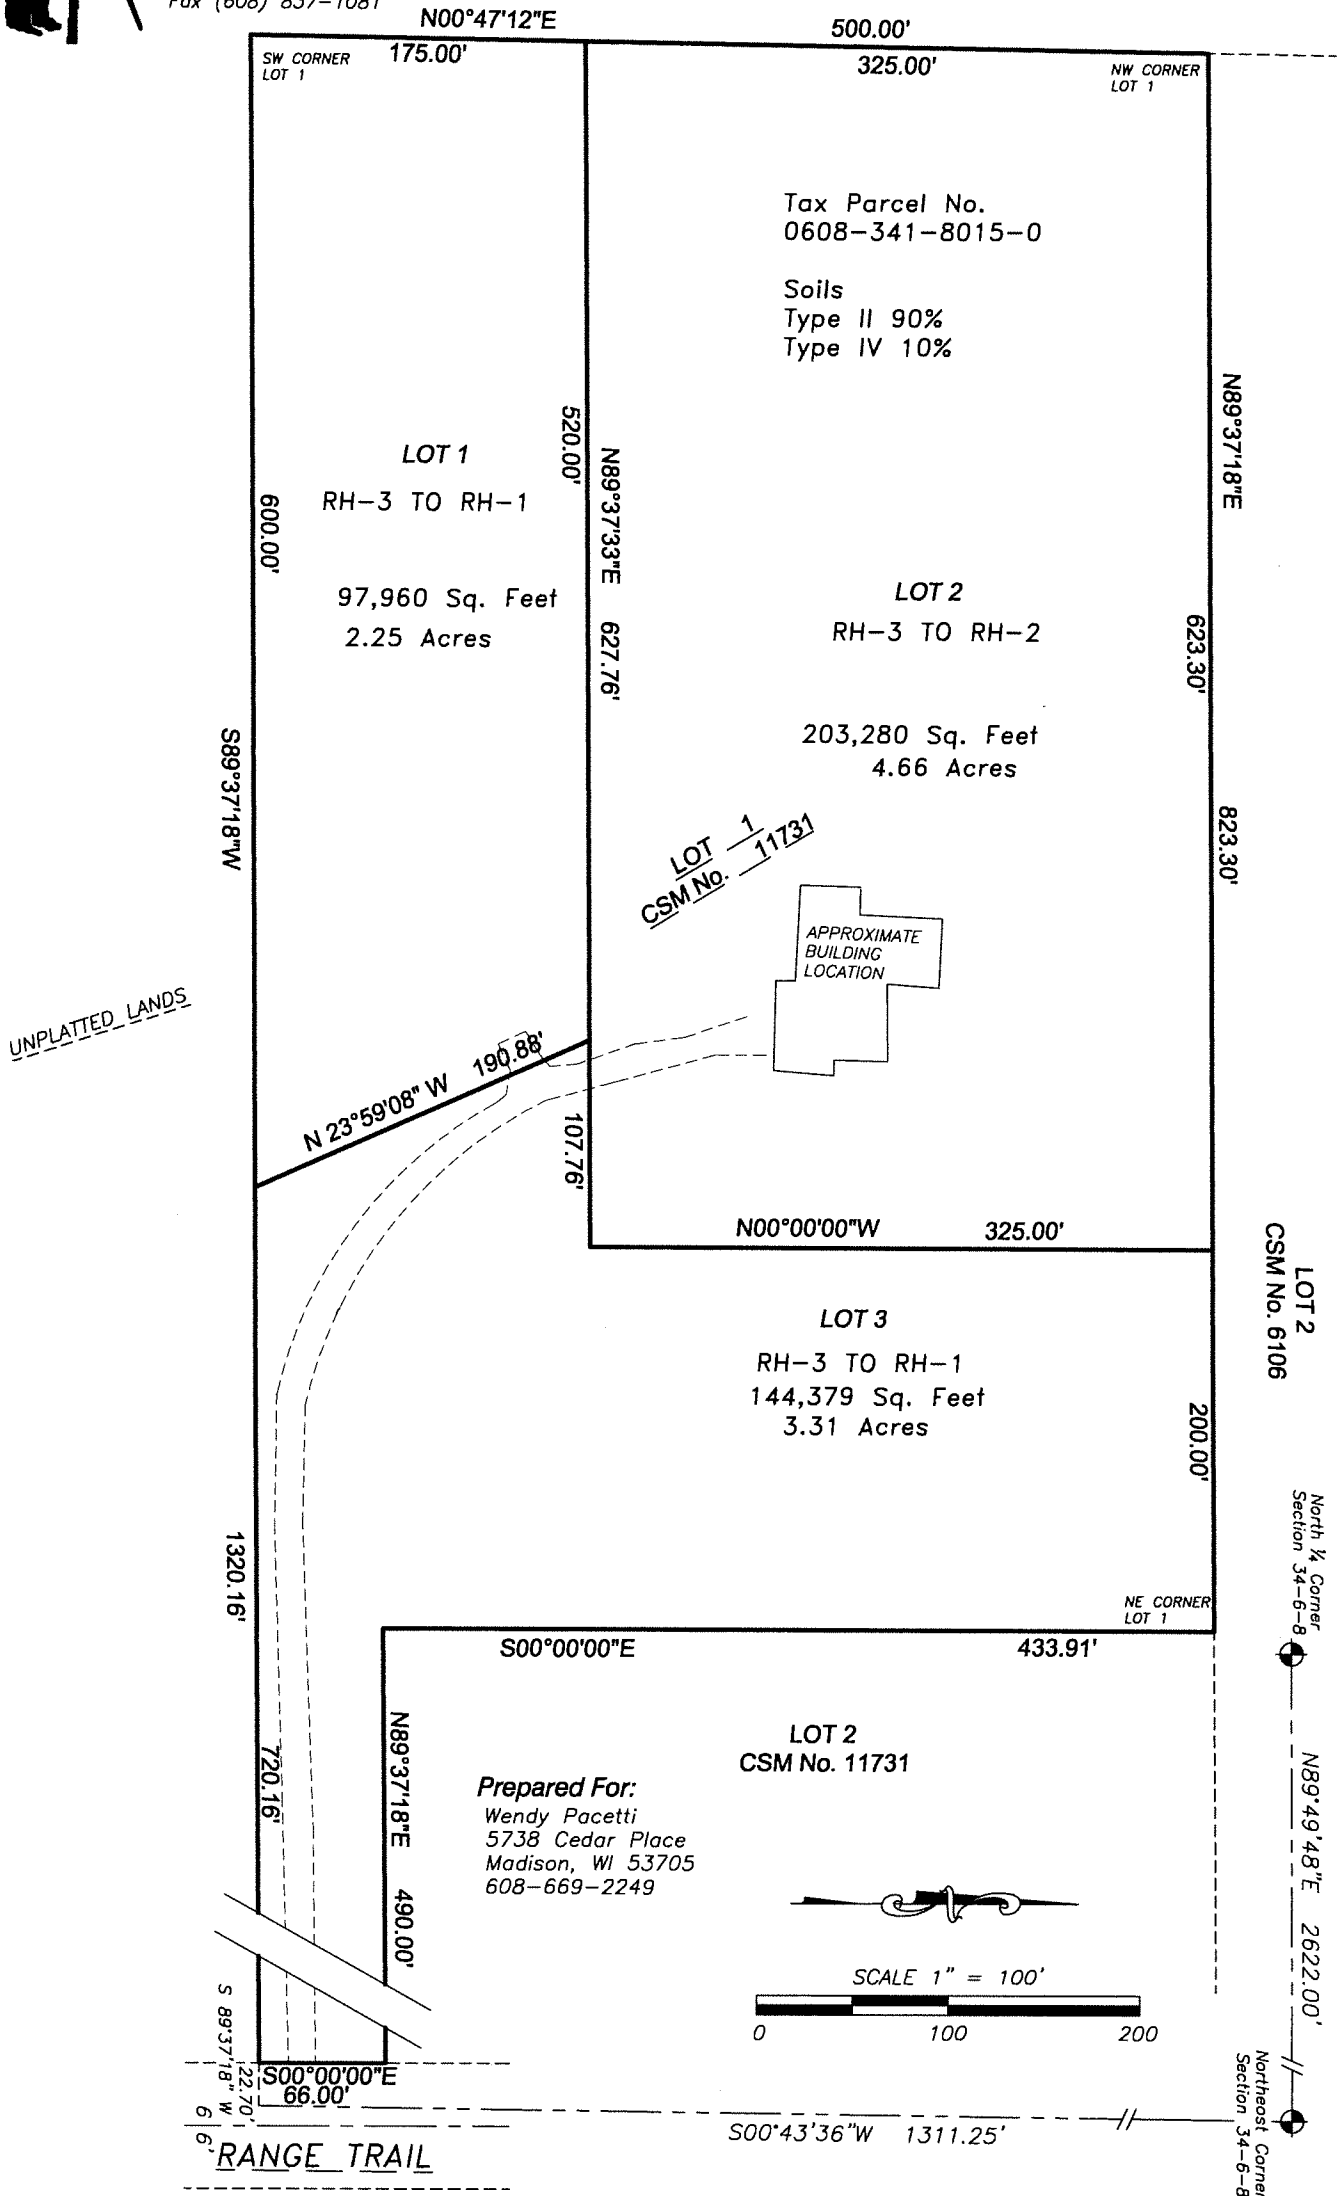 Fax (608) 837-1081
N00°47'12"E
500.00'
175.00'
325.00'
SW CORNER
LOT 1
NW CORNER
LOT 1
Tax Parcel No.
0608-341-8015-0
Soils
Type II 90%
Type IV 10%
N89°37'18"E
520.00'
N89°37'33"E 627.76'
LOT 1
RH-3 TO RH-1
600.00'
97,960 Sq. Feet
2.25 Acres
LOT 2
RH-3 TO RH-2
623.30'
203,280 Sq. Feet
4.66 Acres
S89°37'18"W
823.30'
LOT 1
CSM No. 11731
APPROXIMATE
BUILDING
LOCATION
UNPLATTED LANDS
N 23°59'08" W 190.88'
107.76'
N00°00'00"W 325.00'
LOT 2
CSM No. 6106
LOT 3
RH-3 TO RH-1
144,379 Sq. Feet
3.31 Acres
200.00'
North ¼ Corner
Section 34-6-8
1320.16'
NE CORNER
LOT 1
S00°00'00"E 433.91'
N89°37'18"E 490.00'
720.16'
LOT 2
CSM No. 11731
Prepared For:
Wendy Pacetti
5738 Cedar Place
Madison, WI 53705
608-669-2249
N89°49'48"E 2622.00'
SCALE 1" = 100'
0 100 200
S 89°37'18" W
22.70'
S00°00'00"E
66.00'
66'
RANGE TRAIL
S00°43'36"W 1311.25'
Northeast Corner
Section 34-6-8